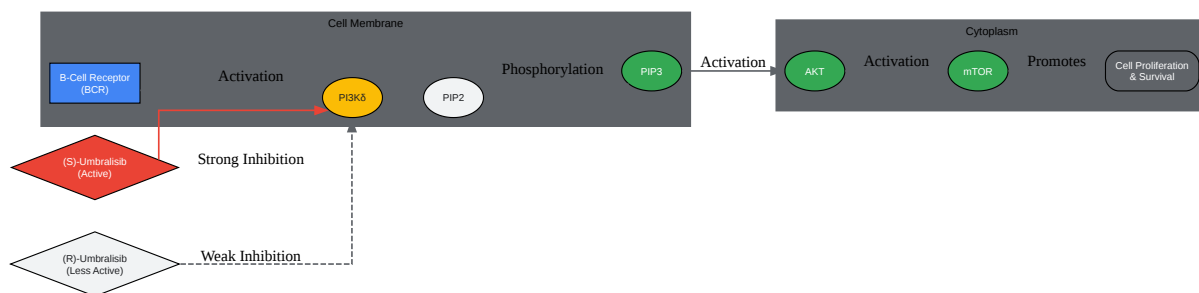 Cell Membrane
Cytoplasm
B-Cell Receptor
(BCR)
Activation
PI3Kδ
PIP2
Phosphorylation
PIP3
Activation
AKT
Activation
mTOR
Promotes
Cell Proliferation
& Survival
(S)-Umbralisib
(Active)
Strong Inhibition
(R)-Umbralisib
(Less Active)
Weak Inhibition